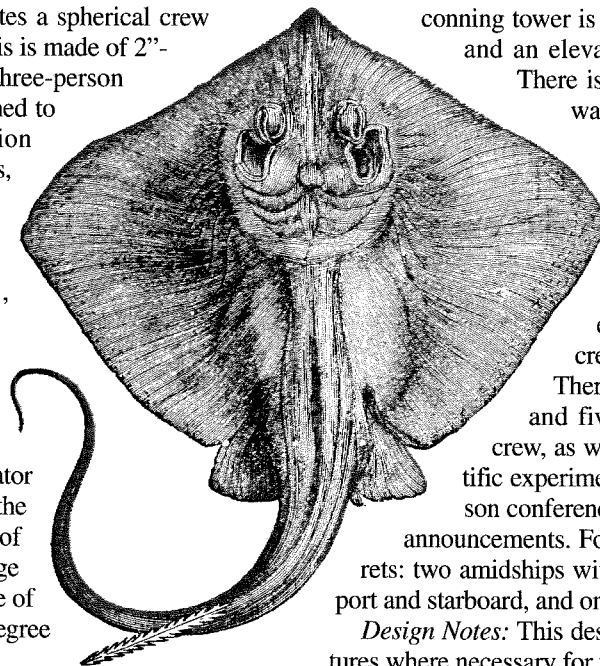 tes a spherical crew
is is made of 2”-
hree-person
ned to
ion
s,
,
ator
the
of
ge
e of
egree
conning tower is
and an eleva
There is
wa
e
cre
Ther
and fiv
crew, as w
tific experime
son conferenc
announcements. Fo
rets: two amidships wi
port and starboard, and on
Design Notes: This des
tures where necessary for